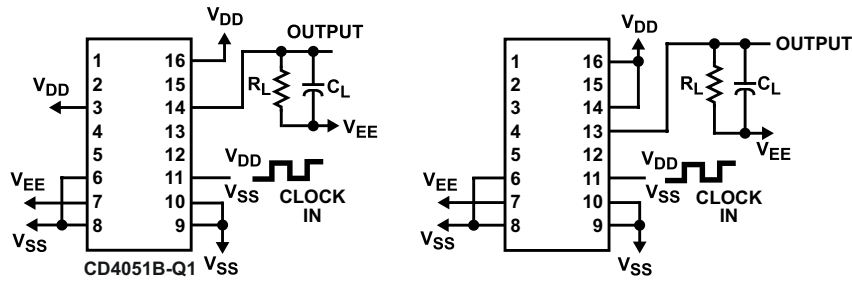 VDD
OUTPUT
1 16
2 15
VDD 3 14
RL CL
4 13
VEE
5 12
VDD
6 11
VSS
CLOCK IN
VEE 7 10
VSS 8 9
VSS
CD4051B-Q1
VDD
OUTPUT
1 16
2 15
3 14
RL CL
4 13
VEE
5 12
VDD
6 11
VSS
CLOCK IN
VEE 7 10
VSS 8 9
VSS